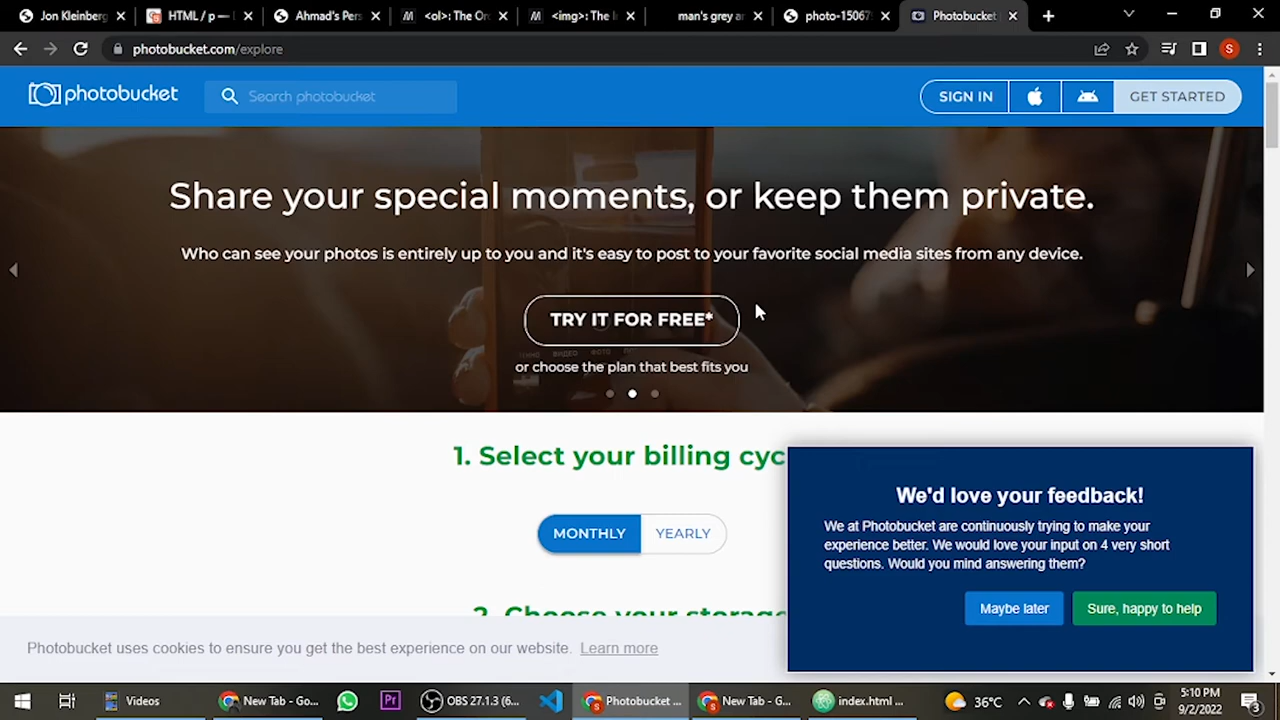 Jon Kleinberg
HTML / p —
Ahmad's Pers
<ol>: The Or
<img>: The I
man's grey a
photo-1506
Photobucket
photobucket.com/explore
S
photobucket
Search photobucket
SIGN IN
GET STARTED
Share your special moments, or keep them private.
Who can see your photos is entirely up to you and it's easy to post to your favorite social media sites from any device.
TRY IT FOR FREE*
or choose the plan that best fits you
1. Select your billing cyc
MONTHLY
YEARLY
2. Choose your storage
We'd love your feedback!
We at Photobucket are continuously trying to make your
experience better. We would love your input on 4 very short
questions. Would you mind answering them?
Maybe later
Sure, happy to help
Photobucket uses cookies to ensure you get the best experience on our website. Learn more
Videos
New Tab - Go...
Pr
OBS 27.1.3 (6...
Photobucket ...
New Tab - G...
index.html ...
36°C
5:10 PM
9/2/2022
3